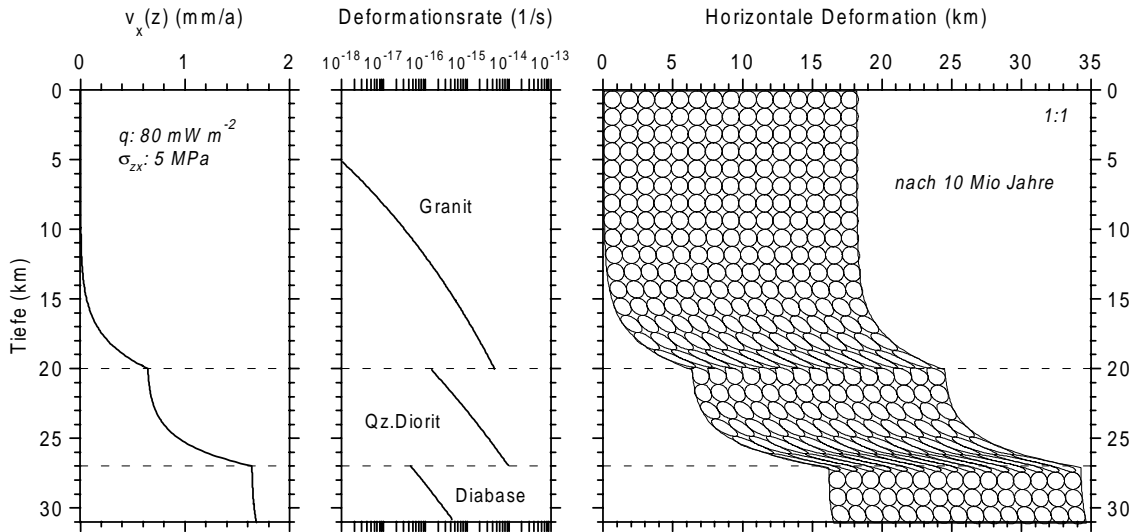 v_x(z) (mm/a)
0 1 2
Tiefe (km)
0
5
10
15
20
25
30
q: 80 mW m^-2
σ_zx: 5 MPa
Deformationsrate (1/s)
10^-18 10^-17 10^-16 10^-15 10^-14 10^-13
Granit
Qz.Diorit
Diabase
Horizontale Deformation (km)
0 5 10 15 20 25 30 35
1:1
nach 10 Mio Jahre
0
5
10
15
20
25
30